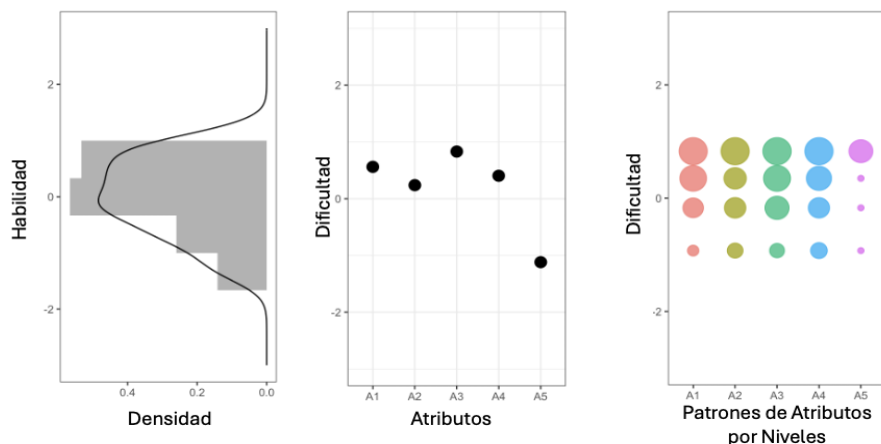 Habilidad
2
0
-2
0.4 0.2 0.0
Densidad
Dificultad
2
0
-2
A1 A2 A3 A4 A5
Atributos
Dificultad
2
0
-2
A1 A2 A3 A4 A5
Patrones de Atributos
por Niveles